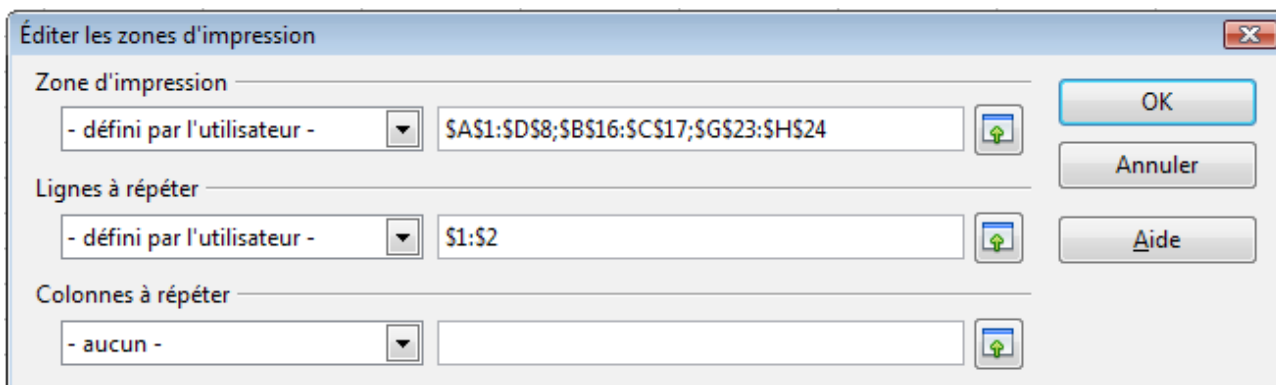 Éditer les zones d'impression
Zone d'impression
OK
- défini par l'utilisateur -
$A$1:$D$8;$B$16:$C$17;$G$23:$H$24
Annuler
Lignes à répéter
- défini par l'utilisateur -
$1:$2
Aide
Colonnes à répéter
- aucun -